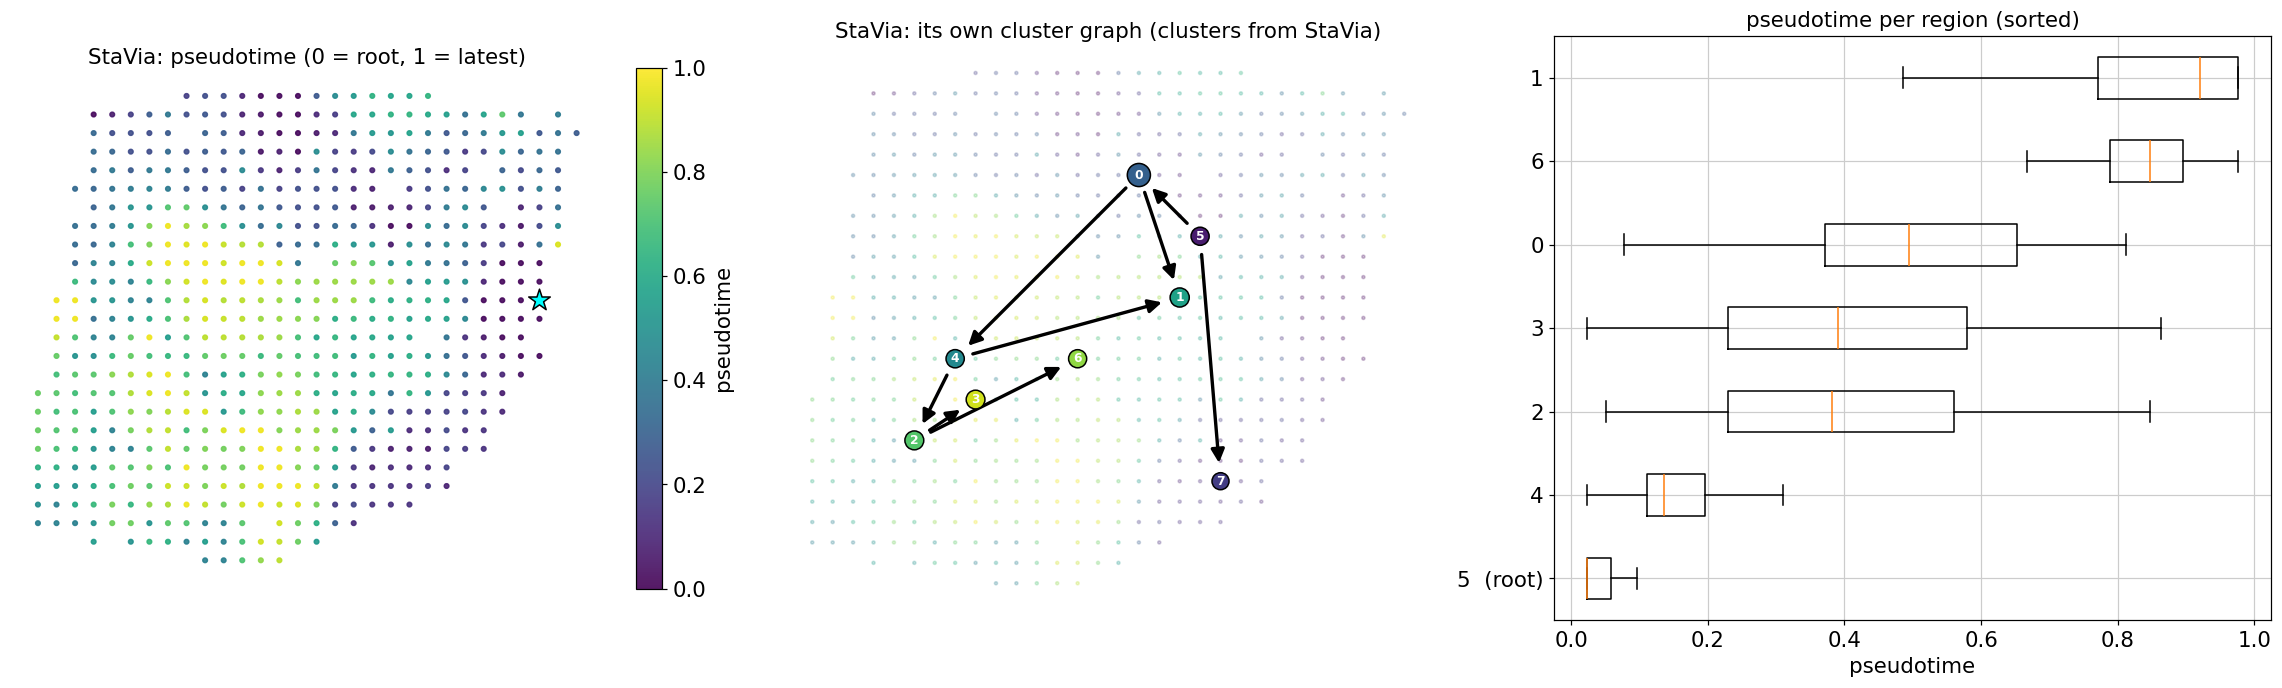 StaVia: pseudotime (0 = root, 1 = latest)
1.0
0.8
0.6
0.4
0.2
0.0
pseudotime
StaVia: its own cluster graph (clusters from StaVia)
0
5
1
4
6
3
2
7
pseudotime per region (sorted)
1
6
0
3
2
4
5 (root)
0.0 0.2 0.4 0.6 0.8 1.0
pseudotime